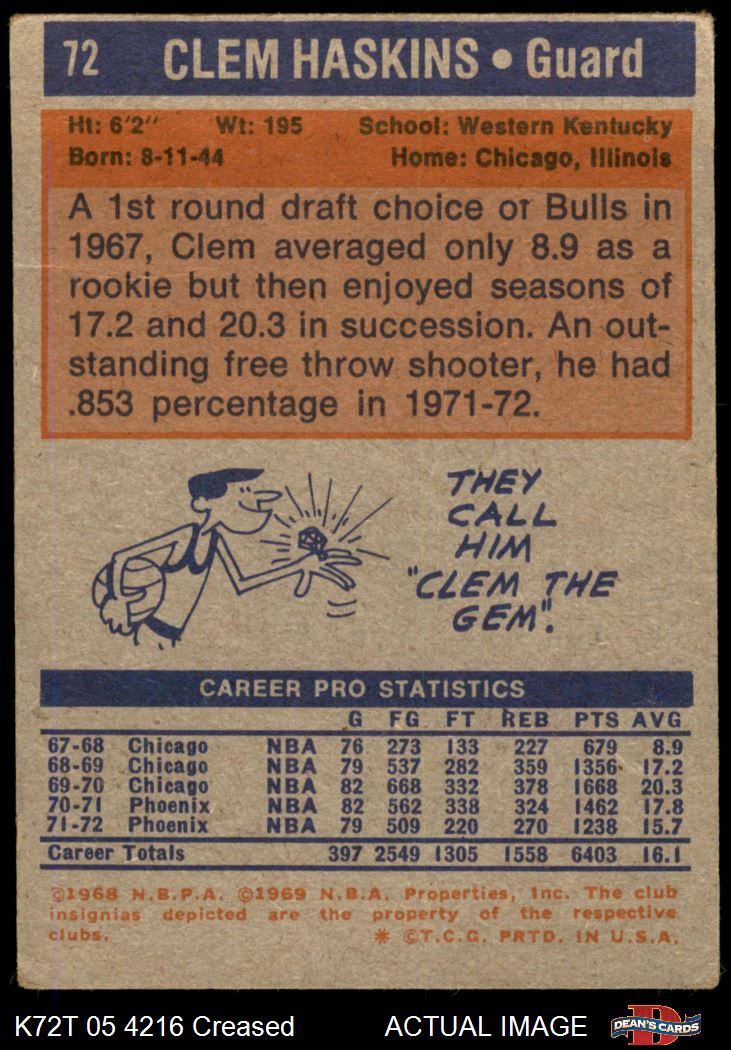 72 CLEM HASKINS • Guard
Ht: 6'2" Wt: 195 School: Western Kentucky
Born: 8-11-44 Home: Chicago, Illinois
A 1st round draft choice of Bulls in
1967, Clem averaged only 8.9 as a
rookie but then enjoyed seasons of
17.2 and 20.3 in succession. An out-
standing free throw shooter, he had
.853 percentage in 1971-72.
THEY
CALL
HIM
"CLEM THE
GEM".
CAREER PRO STATISTICS
G FG FT REB PTS AVG
67-68 Chicago NBA 76 273 133 227 679 8.9
68-69 Chicago NBA 79 537 282 359 1356 17.2
69-70 Chicago NBA 82 668 332 378 1668 20.3
70-71 Phoenix NBA 82 562 338 324 1462 17.8
71-72 Phoenix NBA 79 509 220 270 1238 15.7
Career Totals 397 2549 1305 1558 6403 16.1
©1968 N.B.P.A. ©1969 N.B.A. Properties, Inc. The club
insignias depicted are the property of the respective
clubs. * ©T.C.G. PRTD. IN U.S.A.
K72T 05 4216 Creased ACTUAL IMAGE D DEAN'S CARDS